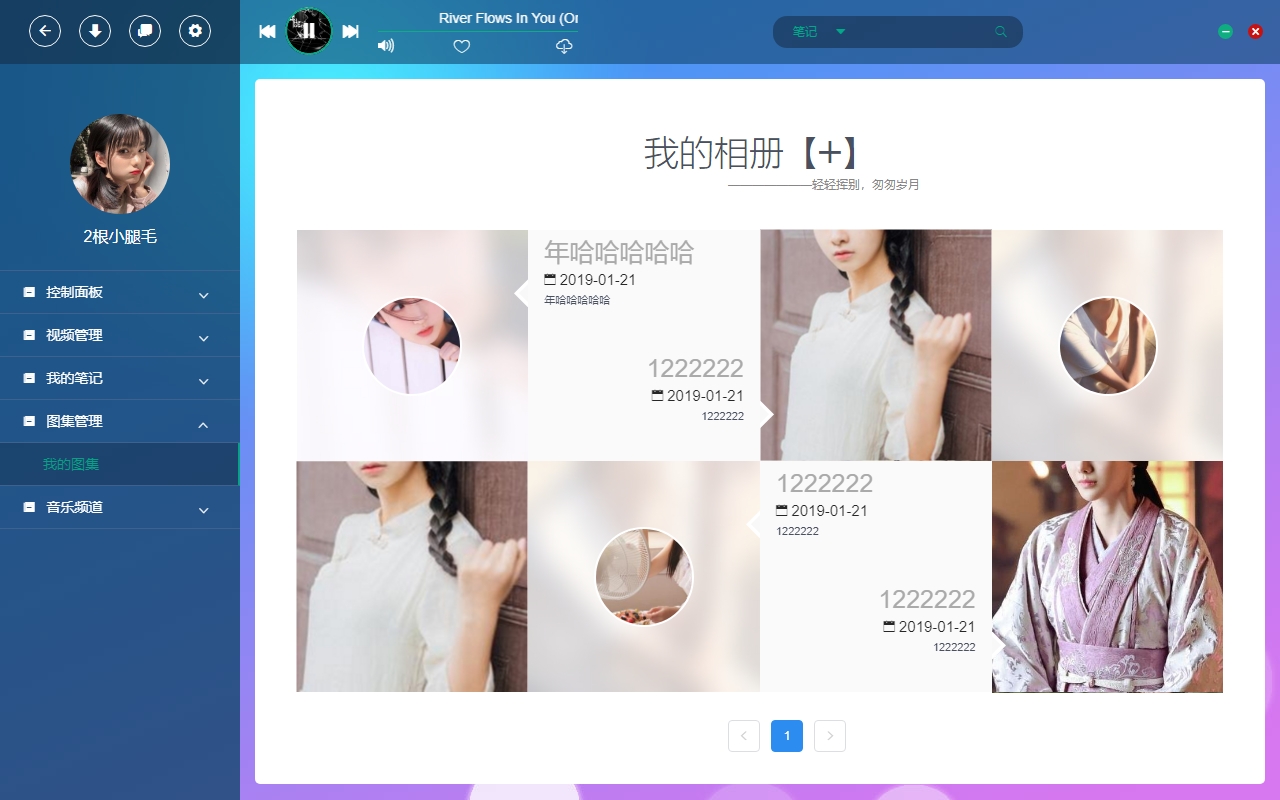 River Flows In You (Or
笔记
2根小腿毛
控制面板
视频管理
我的笔记
图集管理
我的图集
音乐频道
我的相册【+】
————————轻轻挥别，匆匆岁月
年哈哈哈哈哈
2019-01-21
年哈哈哈哈哈
1222222
2019-01-21
1222222
1222222
2019-01-21
1222222
1222222
2019-01-21
1222222
1